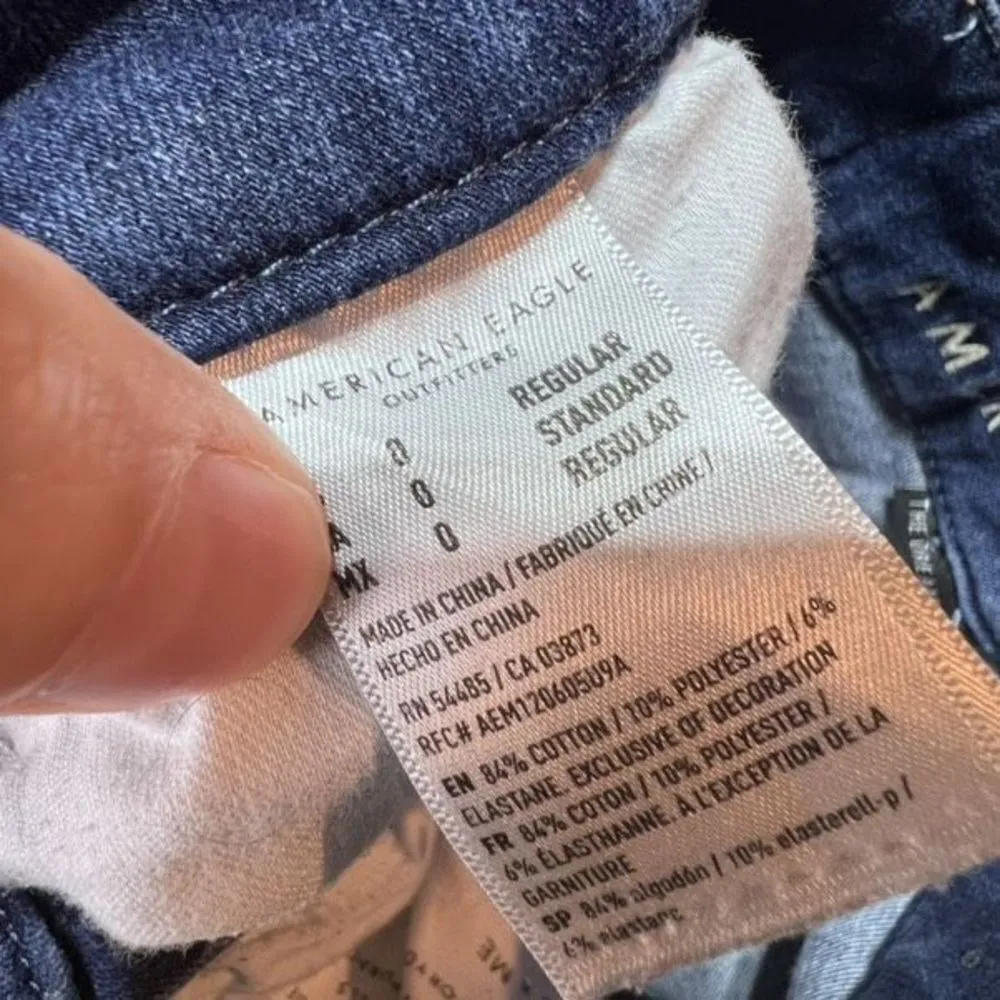 AMERICAN EAGLE
OUTFITTERS
0 REGULAR
0 STANDARD
MX 0 REGULAR
MADE IN CHINA / FABRIQUÉ EN CHINE /
HECHO EN CHINA
RN 54485 / CA 03873
RFC# AEM120605U9A
EN 84% COTTON / 10% POLYESTER / 6%
ELASTANE. EXCLUSIVE OF DECORATION
FR 84% COTON / 10% POLYESTER /
6% ÉLASTHANNE. À L'EXCEPTION DE LA
GARNITURE
SP 84% algodón / 10% elasterell-p /
6% elastano
AM
ME